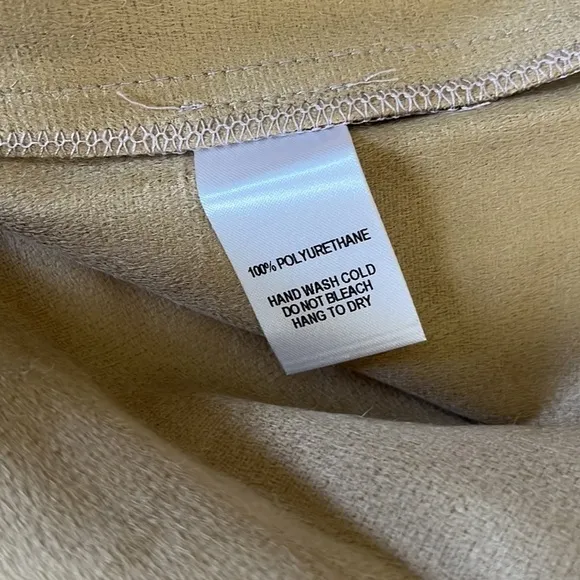 100% POLYURETHANE
HAND WASH COLD
DO NOT BLEACH
HANG TO DRY